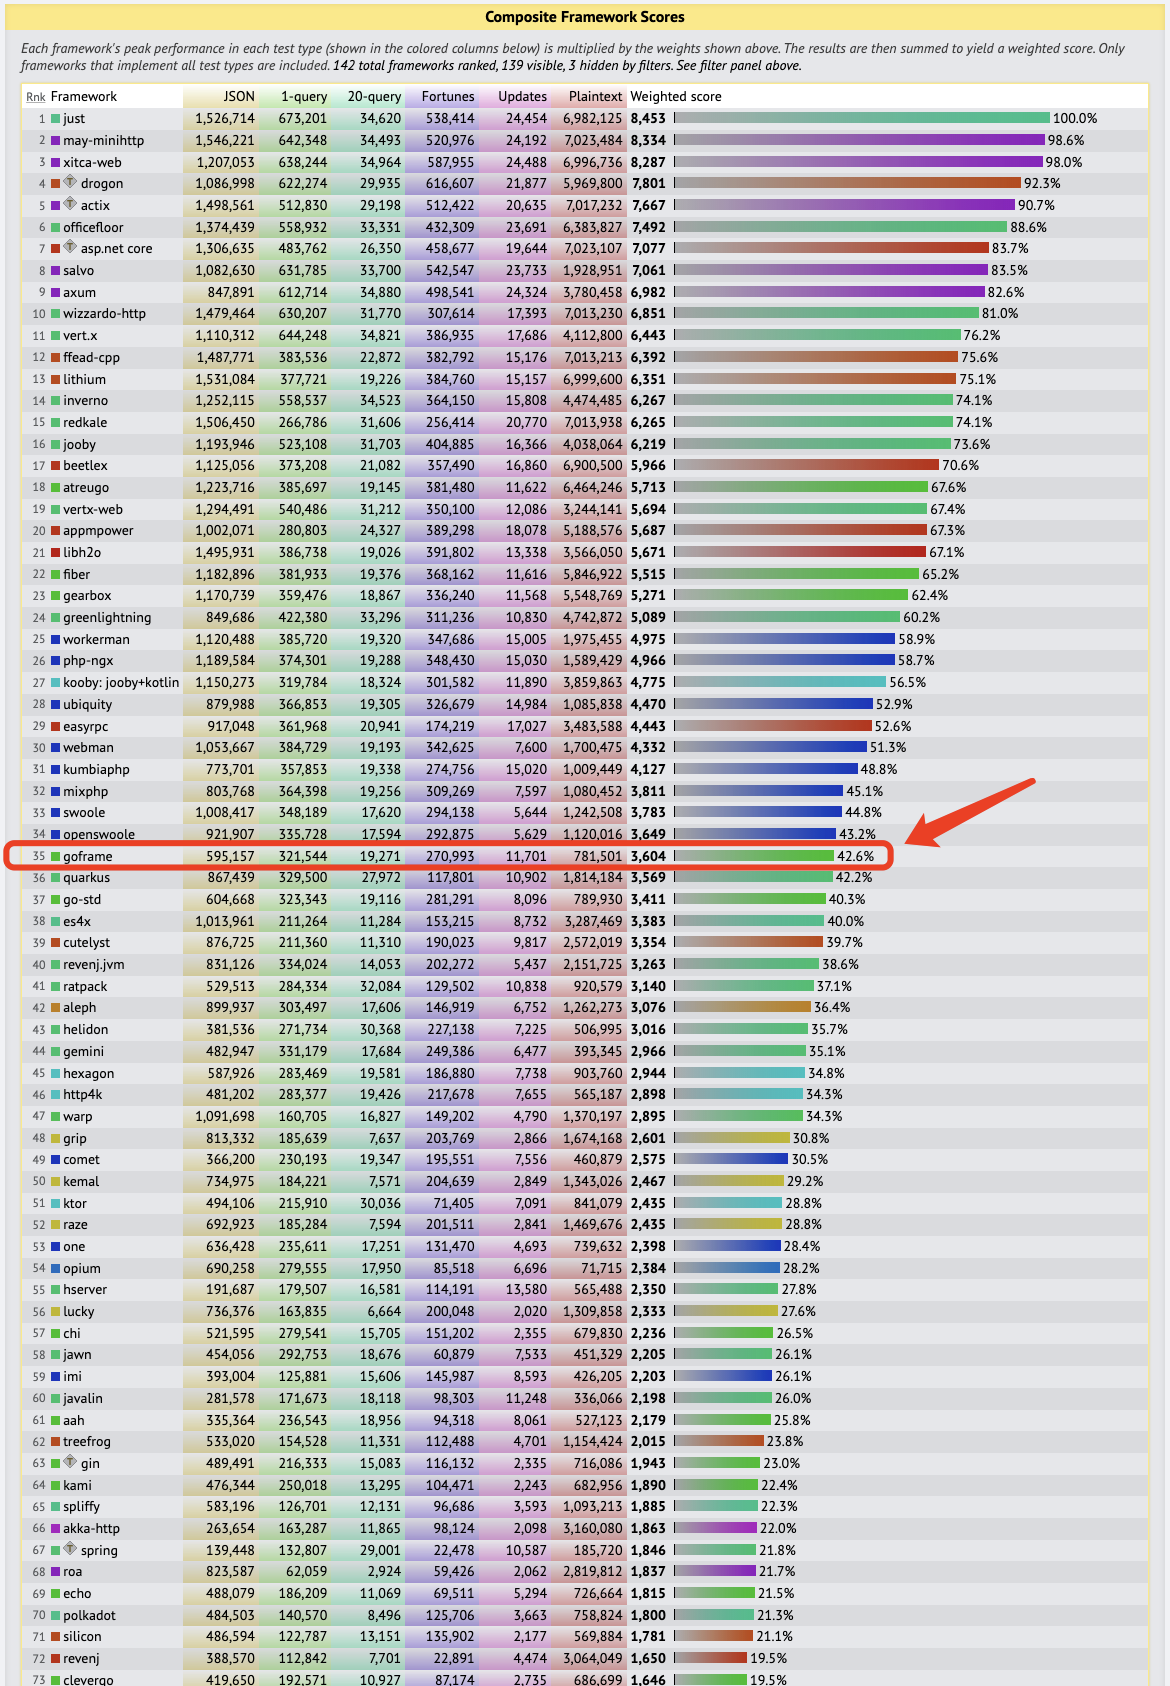 Composite Framework Scores
Each framework's peak performance in each test type (shown in the colored columns below) is multiplied by the weights shown above. The results are then summed to yield a weighted score. Only
frameworks that implement all test types are included. 142 total frameworks ranked, 139 visible, 3 hidden by filters. See filter panel above.
Rnk Framework JSON 1-query 20-query Fortunes Updates Plaintext Weighted score
1 just 1,526,714 673,201 34,620 538,414 24,454 6,982,125 8,453 100.0%
2 may-minihttp 1,546,221 642,348 34,493 520,976 24,192 7,023,484 8,334 98.6%
3 xitca-web 1,207,053 638,244 34,964 587,955 24,488 6,996,736 8,287 98.0%
4 T drogon 1,086,998 622,274 29,935 616,607 21,877 5,969,800 7,801 92.3%
5 T actix 1,498,561 512,830 29,198 512,422 20,635 7,017,232 7,667 90.7%
6 officefloor 1,374,439 558,932 33,331 432,309 23,691 6,383,827 7,492 88.6%
7 T asp.net core 1,306,635 483,762 26,350 458,677 19,644 7,023,107 7,077 83.7%
8 salvo 1,082,630 631,785 33,700 542,547 23,733 1,928,951 7,061 83.5%
9 axum 847,891 612,714 34,880 498,541 24,324 3,780,458 6,982 82.6%
10 wizzardo-http 1,479,464 630,207 31,770 307,614 17,393 7,013,230 6,851 81.0%
11 vert.x 1,110,312 644,248 34,821 386,935 17,686 4,112,800 6,443 76.2%
12 ffead-cpp 1,487,771 383,536 22,872 382,792 15,176 7,013,213 6,392 75.6%
13 lithium 1,531,084 377,721 19,226 384,760 15,157 6,999,600 6,351 75.1%
14 inverno 1,252,115 558,537 34,523 364,150 15,808 4,474,485 6,267 74.1%
15 redkale 1,506,450 266,786 31,606 256,414 20,770 7,013,938 6,265 74.1%
16 jooby 1,193,946 523,108 31,703 404,885 16,366 4,038,064 6,219 73.6%
17 beetlex 1,125,056 373,208 21,082 357,490 16,860 6,900,500 5,966 70.6%
18 atreugo 1,223,716 385,697 19,145 381,480 11,622 6,464,246 5,713 67.6%
19 vertx-web 1,294,491 540,486 31,212 350,100 12,086 3,244,141 5,694 67.4%
20 appmpower 1,002,071 280,803 24,327 389,298 18,078 5,188,576 5,687 67.3%
21 libh2o 1,495,931 386,738 19,026 391,802 13,338 3,566,050 5,671 67.1%
22 fiber 1,182,896 381,933 19,376 368,162 11,616 5,846,922 5,515 65.2%
23 gearbox 1,170,739 359,476 18,867 336,240 11,568 5,548,769 5,271 62.4%
24 greenlightning 849,686 422,380 33,296 311,236 10,830 4,742,872 5,089 60.2%
25 workerman 1,120,488 385,720 19,320 347,686 15,005 1,975,455 4,975 58.9%
26 php-ngx 1,189,584 374,301 19,288 348,430 15,030 1,589,429 4,966 58.7%
27 kooby: jooby+kotlin 1,150,273 319,784 18,324 301,582 11,890 3,859,863 4,775 56.5%
28 ubiquity 879,988 366,853 19,305 326,679 14,984 1,085,838 4,470 52.9%
29 easyrpc 917,048 361,968 20,941 174,219 17,027 3,483,588 4,443 52.6%
30 webman 1,053,667 384,729 19,193 342,625 7,600 1,700,475 4,332 51.3%
31 kumbiaphp 773,701 357,853 19,338 274,756 15,020 1,009,449 4,127 48.8%
32 mixphp 803,768 364,398 19,256 309,269 7,597 1,080,452 3,811 45.1%
33 swoole 1,008,417 348,189 17,620 294,138 5,644 1,242,508 3,783 44.8%
34 openswoole 921,907 335,728 17,594 292,875 5,629 1,120,016 3,649 43.2%
35 goframe 595,157 321,544 19,271 270,993 11,701 781,501 3,604 42.6%
36 quarkus 867,439 329,500 27,972 117,801 10,902 1,814,184 3,569 42.2%
37 go-std 604,668 323,343 19,116 281,291 8,096 789,930 3,411 40.3%
38 es4x 1,013,961 211,264 11,284 153,215 8,732 3,287,469 3,383 40.0%
39 cutelyst 876,725 211,360 11,310 190,023 9,817 2,572,019 3,354 39.7%
40 revenj.jvm 831,126 334,024 14,053 202,272 5,437 2,151,725 3,263 38.6%
41 ratpack 529,513 284,334 32,084 129,502 10,838 920,579 3,140 37.1%
42 aleph 899,937 303,497 17,606 146,919 6,752 1,262,273 3,076 36.4%
43 helidon 381,536 271,734 30,368 227,138 7,225 506,995 3,016 35.7%
44 gemini 482,947 331,179 17,684 249,386 6,477 393,345 2,966 35.1%
45 hexagon 587,926 283,469 19,581 186,880 7,738 903,760 2,944 34.8%
46 http4k 481,202 283,377 19,426 217,678 7,655 565,187 2,898 34.3%
47 warp 1,091,698 160,705 16,827 149,202 4,790 1,370,197 2,895 34.3%
48 grip 813,332 185,639 7,637 203,769 2,866 1,674,168 2,601 30.8%
49 comet 366,200 230,193 19,347 195,551 7,556 460,879 2,575 30.5%
50 kemal 734,975 184,221 7,571 204,639 2,849 1,343,026 2,467 29.2%
51 ktor 494,106 215,910 30,036 71,405 7,091 841,079 2,435 28.8%
52 raze 692,923 185,284 7,594 201,511 2,841 1,469,676 2,435 28.8%
53 one 636,428 235,611 17,251 131,470 4,693 739,632 2,398 28.4%
54 opium 690,258 279,555 17,950 85,518 6,696 71,715 2,384 28.2%
55 hserver 191,687 179,507 16,581 114,191 13,580 565,488 2,350 27.8%
56 lucky 736,376 163,835 6,664 200,048 2,020 1,309,858 2,333 27.6%
57 chi 521,595 279,541 15,705 151,202 2,355 679,830 2,236 26.5%
58 jawn 454,056 292,753 18,676 60,879 7,533 451,329 2,205 26.1%
59 imi 393,004 125,881 15,606 145,987 8,593 426,205 2,203 26.1%
60 javalin 281,578 171,673 18,118 98,303 11,248 336,066 2,198 26.0%
61 aah 335,364 236,543 18,956 94,318 8,061 527,123 2,179 25.8%
62 treefrog 533,020 154,528 11,331 112,488 4,701 1,154,424 2,015 23.8%
63 T gin 489,491 216,333 15,083 116,132 2,335 716,086 1,943 23.0%
64 kami 476,344 250,018 13,295 104,471 2,243 682,956 1,890 22.4%
65 spliffy 583,196 126,701 12,131 96,686 3,593 1,093,213 1,885 22.3%
66 akka-http 263,654 163,287 11,865 98,124 2,098 3,160,080 1,863 22.0%
67 T spring 139,448 132,807 29,001 22,478 10,587 185,720 1,846 21.8%
68 roa 823,587 62,059 2,924 59,426 2,062 2,819,812 1,837 21.7%
69 echo 488,079 186,209 11,069 69,511 5,294 726,664 1,815 21.5%
70 polkadot 484,503 140,570 8,496 125,706 3,663 758,824 1,800 21.3%
71 silicon 486,594 122,787 13,151 135,902 2,177 569,884 1,781 21.1%
72 revenj 388,570 112,842 7,701 22,891 4,474 3,064,049 1,650 19.5%
73 clevergo 419,650 192,571 10,927 87,174 2,735 686,699 1,646 19.5%